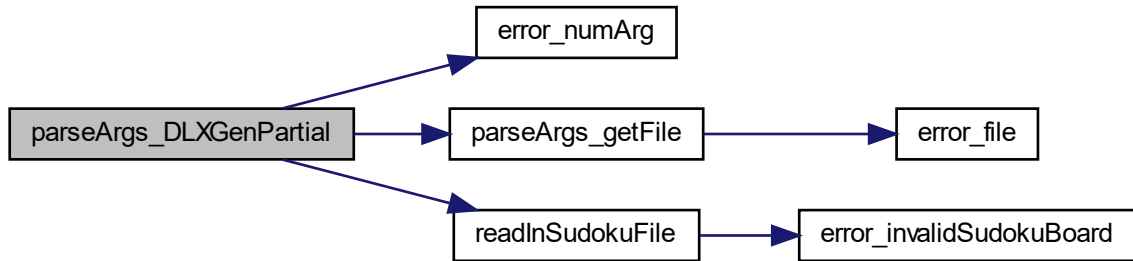 error_numArg
parseArgs_DLXGenPartial
parseArgs_getFile
error_file
readInSudokuFile
error_invalidSudokuBoard